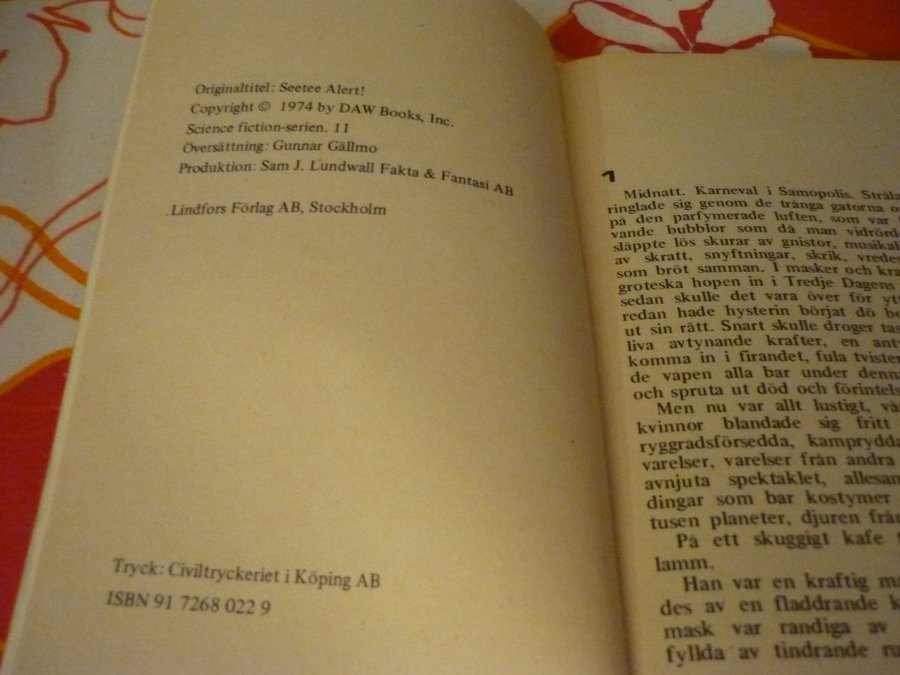 Originaltitel: Seetee Alert!
Copyright © 1974 by DAW Books, Inc.
Science fiction-serien. 11
Översättning: Gunnar Gällmo
Produktion: Sam J. Lundwall Fakta & Fantasi AB
Lindfors Förlag AB, Stockholm
Tryck: Civiltryckeriet i Köping AB
ISBN 91 7268 022 9
1
Midnatt. Karneval i Samopolis.
ringlade sig genom de trånga gatorna
på den parfymerade luften, som var
vande bubblor som då man
släppte lös skurar av gnistor,
av skratt, snyftningar, skrik,
som bröt samman. I masker och
groteska hopen in i Tredje Dagens
sedan skulle det vara över för
redan hade hysterin börjat dö
ut sin rätt. Snart skulle droger
liva avtynande krafter, en
komma in i firandet, fula
de vapen alla bar under
och spruta ut död och
Men nu var allt lustigt,
kvinnor blandade sig fritt
ryggradsförsedda,
varelser, varelser från andra
avnjuta spektaklet,
dingar som bar kostymer
tusen planeter, djuren
På ett skuggigt kafe
lamm.
Han var en kraftig
des av en fladdrande
mask var randiga av
fyllda av tindrande